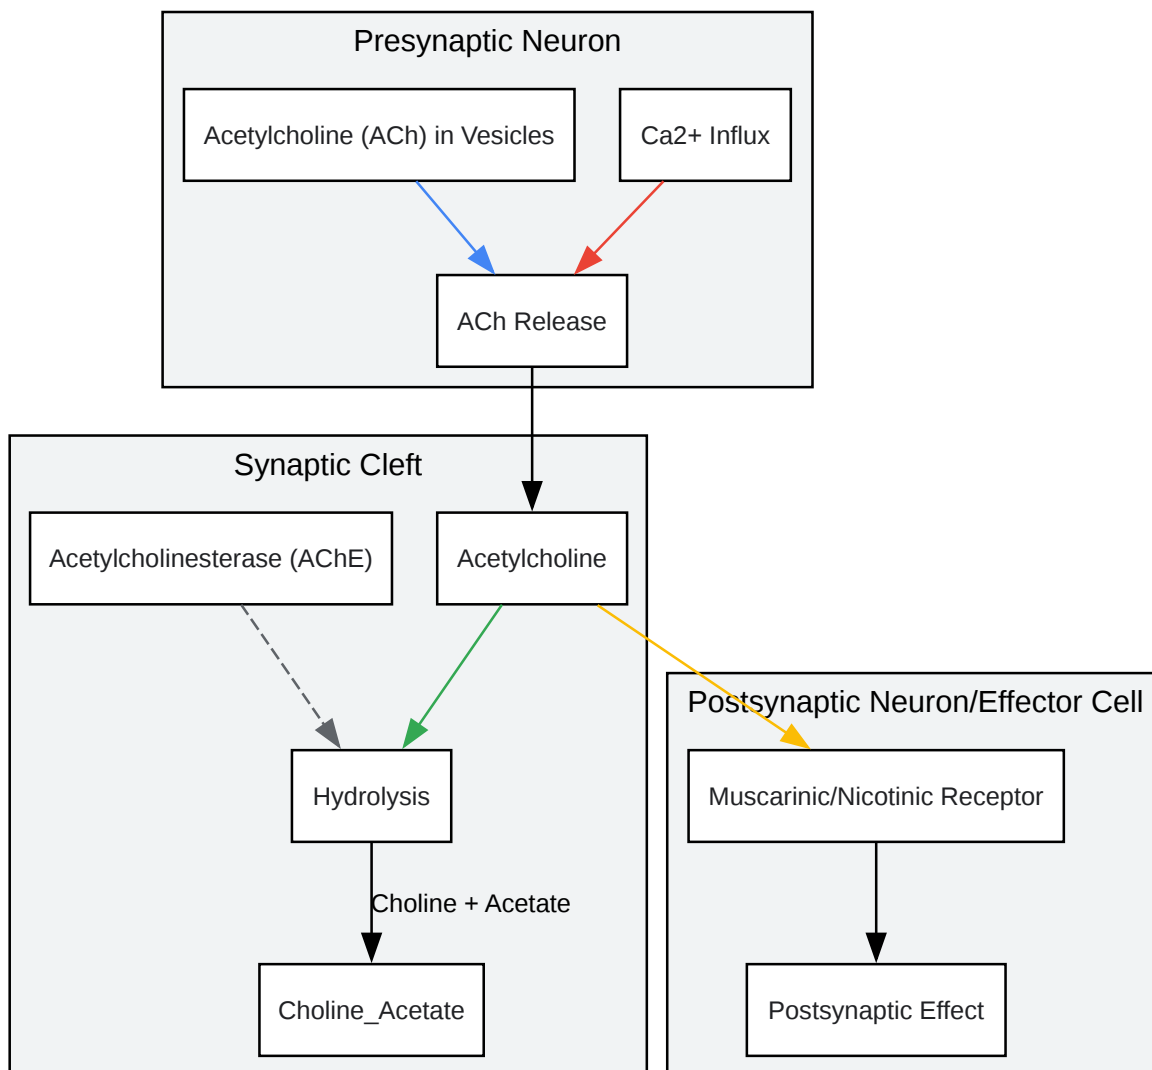 Presynaptic Neuron
Acetylcholine (ACh) in Vesicles
Ca2+ Influx
ACh Release
Synaptic Cleft
Acetylcholinesterase (AChE)
Acetylcholine
Postsynaptic Neuron/Effector Cell
Hydrolysis
Muscarinic/Nicotinic Receptor
Choline + Acetate
Choline_Acetate
Postsynaptic Effect